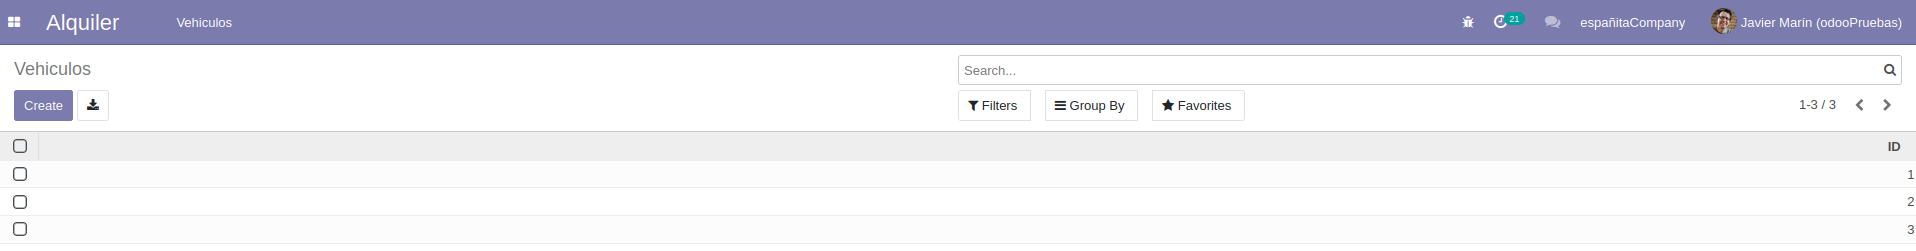 Alquiler Vehiculos 21 españitaCompany Javier Marín (odooPruebas)
Vehiculos Search...
Create Filters Group By Favorites 1-3 / 3
ID
1
2
3